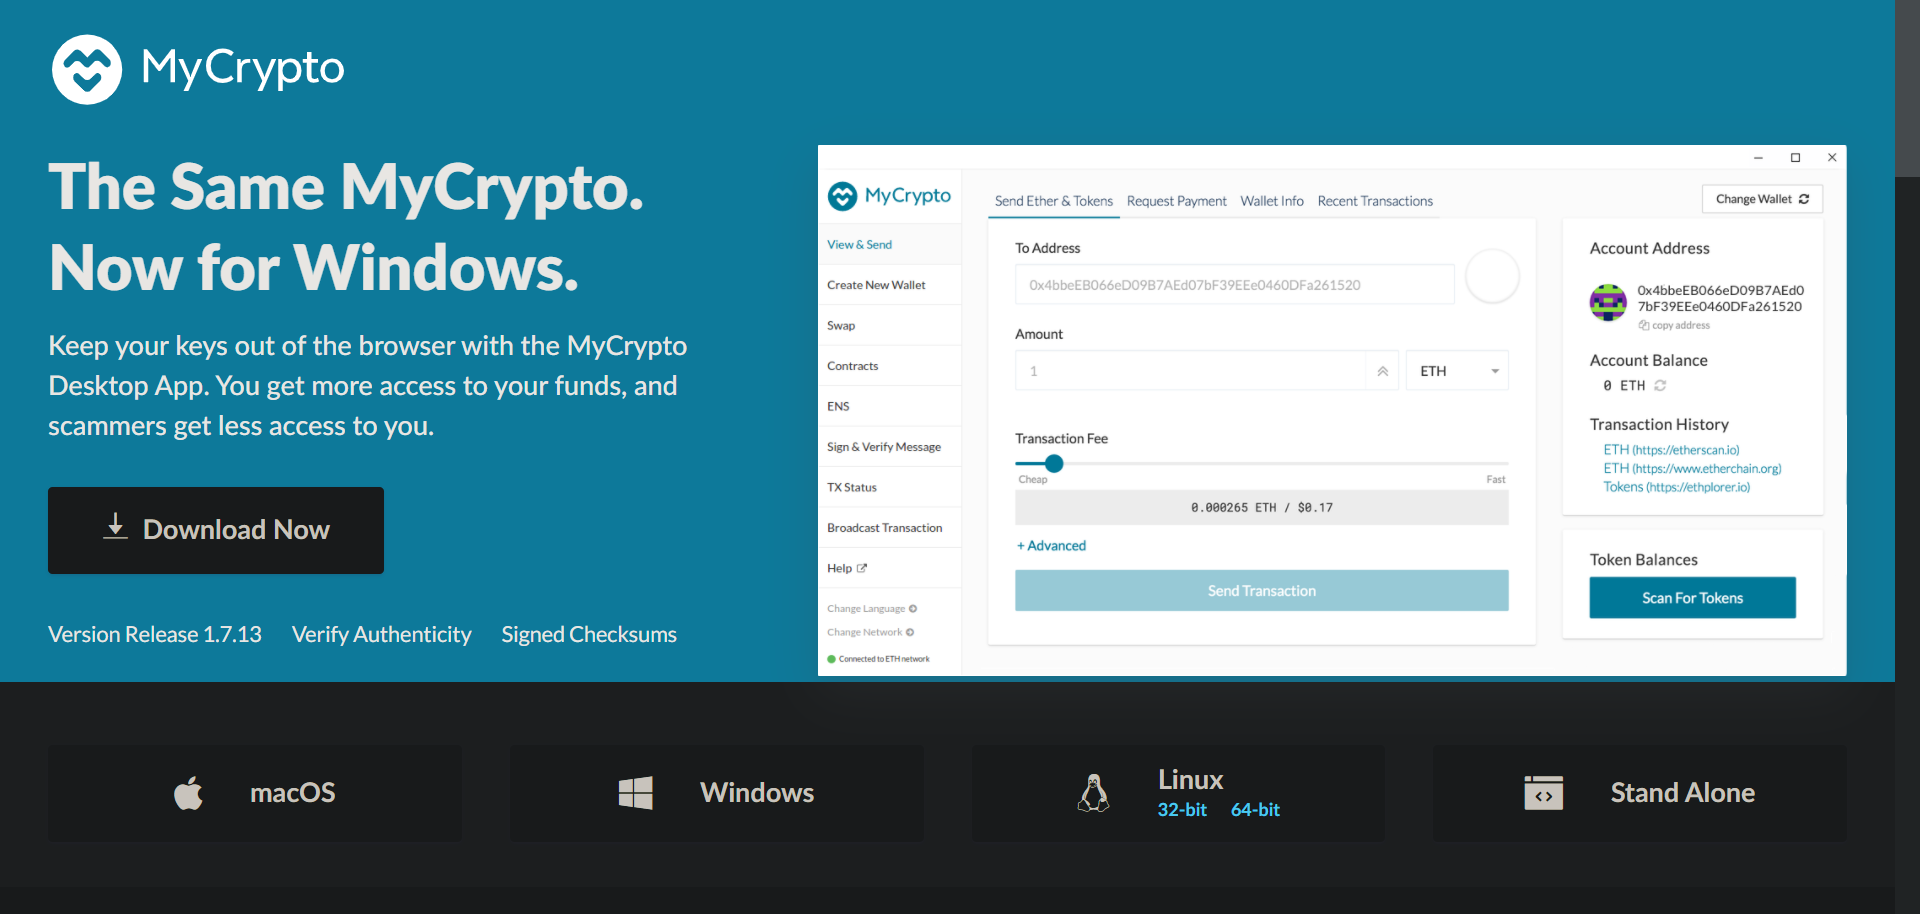 MyCrypto
The Same MyCrypto.
Now for Windows.
Keep your keys out of the browser with the MyCrypto
Desktop App. You get more access to your funds, and
scammers get less access to you.
Download Now
Version Release 1.7.13
Verify Authenticity
Signed Checksums
MyCrypto
View & Send
Create New Wallet
Swap
Contracts
ENS
Sign & Verify Message
TX Status
Broadcast Transaction
Help
Change Language
Change Network
Connected to ETH network
Send Ether & Tokens
Request Payment
Wallet Info
Recent Transactions
Change Wallet
To Address
0x4bbeEB066eD09B7AEd07bF39EEe0460DFa261520
Amount
1
ETH
Transaction Fee
Cheap
Fast
0.000265 ETH / $0.17
+ Advanced
Send Transaction
Account Address
0x4bbeEB066eD09B7AEd0
7bF39EEe0460DFa261520
copy address
Account Balance
0 ETH
Transaction History
ETH (https://etherscan.io)
ETH (https://www.etherchain.org)
Tokens (https://ethplorer.io)
Token Balances
Scan For Tokens
macOS
Windows
Linux
32-bit 64-bit
Stand Alone